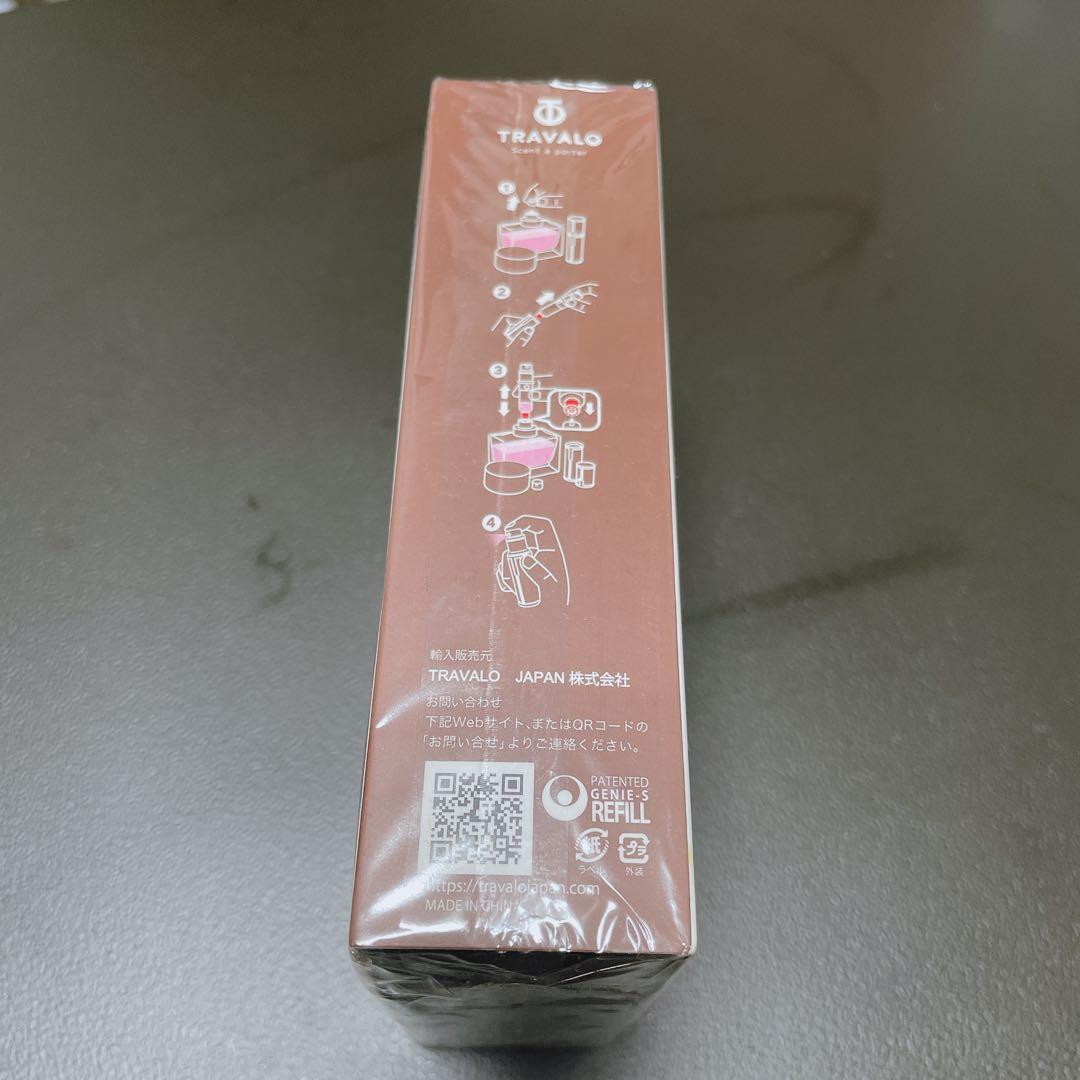 TRAVALO
Scent à porter
1
2
3
4
輸入販売元
TRAVALO JAPAN 株式会社
お問い合わせ
下記Webサイト、またはQRコードの
「お問い合せ」よりご連絡ください。
PATENTED
GENIE-S
REFILL
紙
ラベル
プラ
外装
https://travalojapan.com
MADE IN CHINA